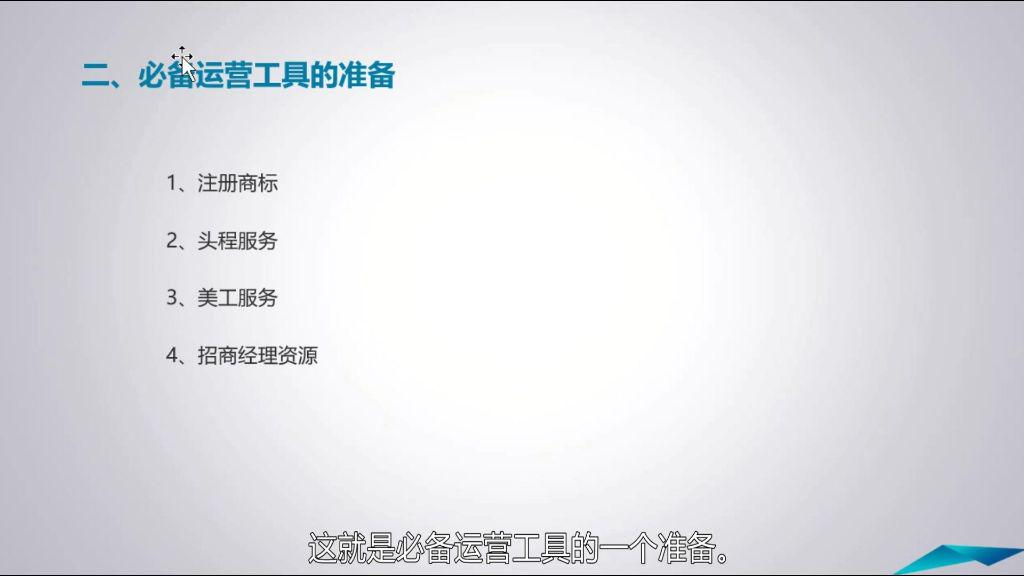 二、必备运营工具的准备
1、注册商标
2、头程服务
3、美工服务
4、招商经理资源
这就是必备运营工具的一个准备。